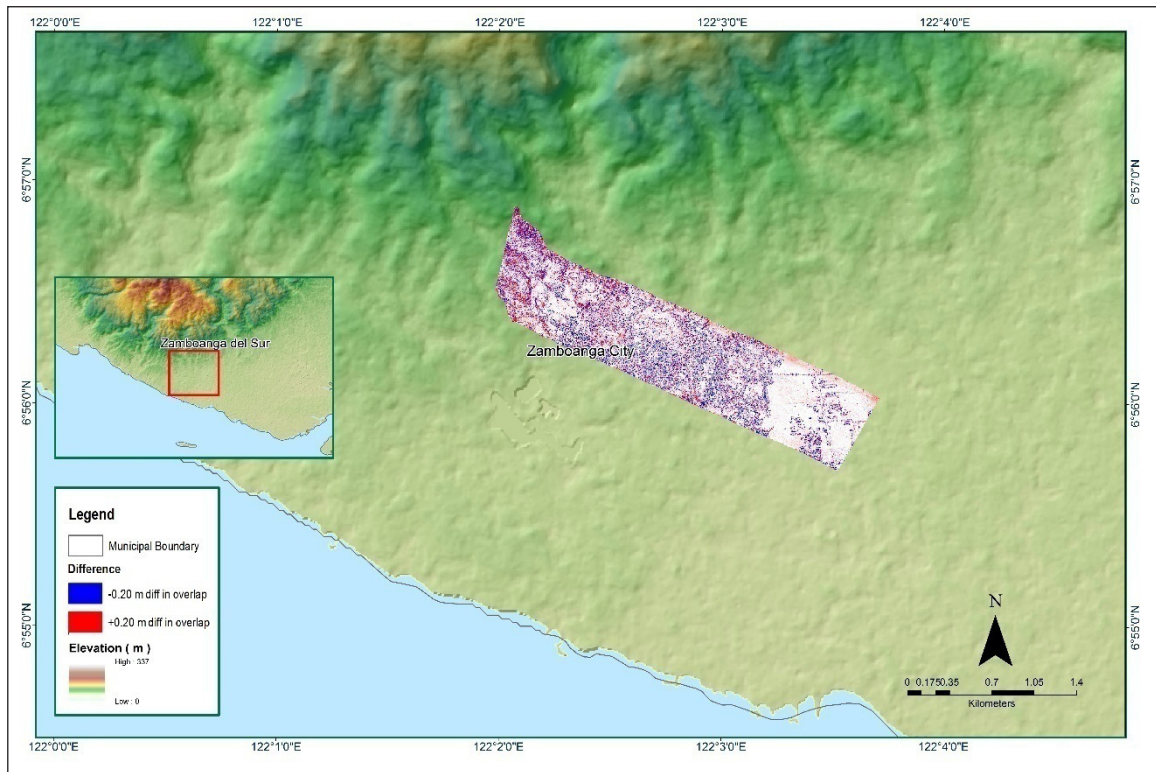 122°0'0"E 122°1'0"E 122°2'0"E 122°3'0"E 122°4'0"E
6°57'0"N 6°57'0"N
Zamboanga del Sur
Zamboanga City
6°56'0"N 6°56'0"N
Legend
Municipal Boundary
Difference
-0.20 m diff in overlap
+0.20 m diff in overlap
Elevation ( m )
High : 337
Low : 0
6°55'0"N 6°55'0"N
N
0 0.175 0.35 0.7 1.05 1.4
Kilometers
122°0'0"E 122°1'0"E 122°2'0"E 122°3'0"E 122°4'0"E